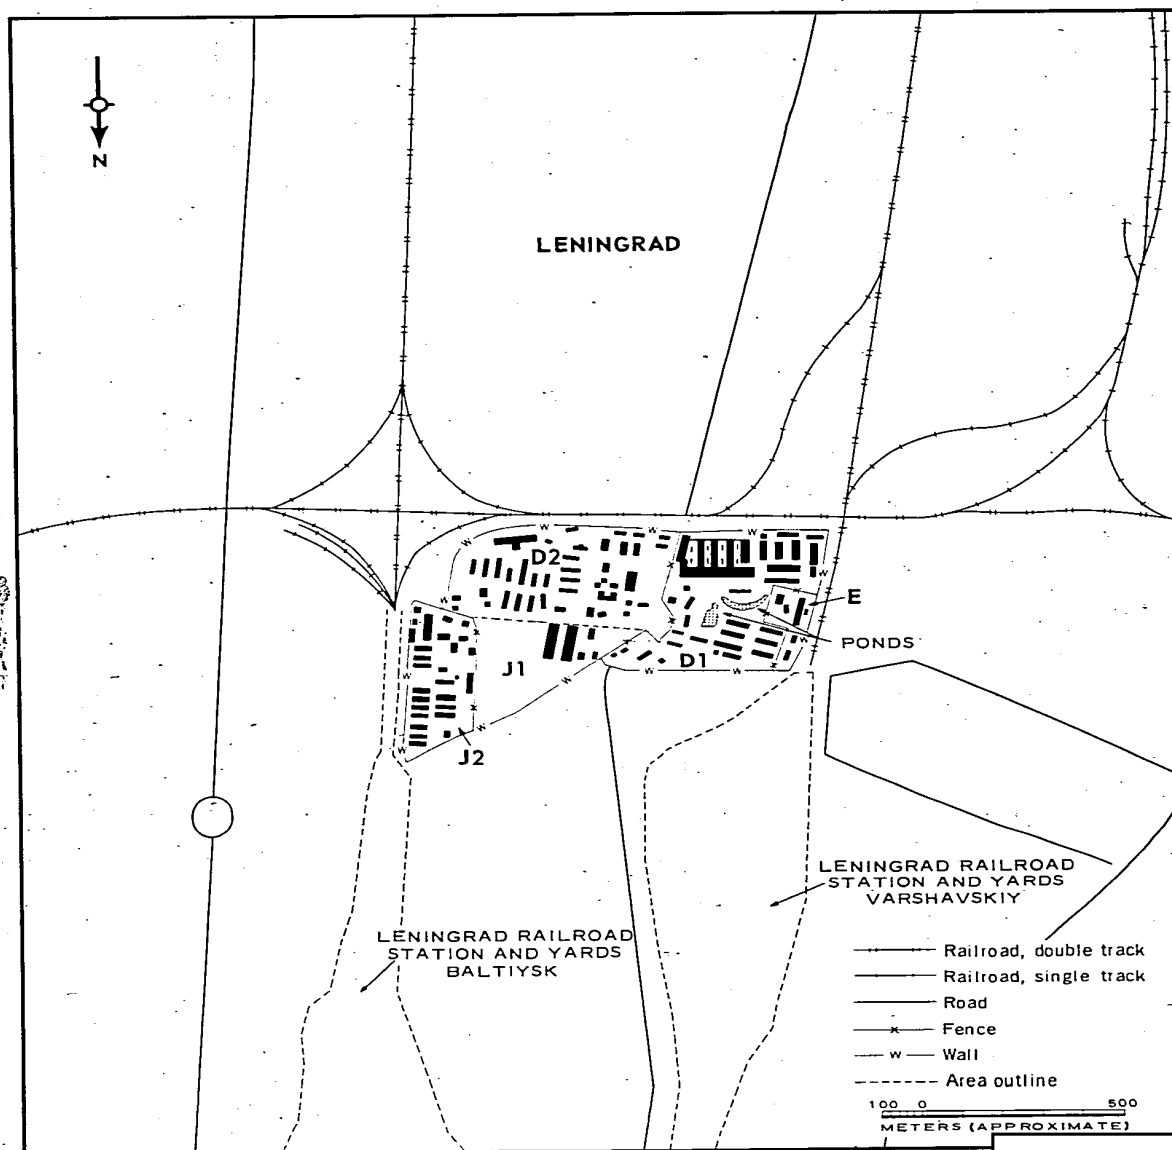 N
LENINGRAD
D2
E
PONDS
D1
J1
J2
LENINGRAD RAILROAD
STATION AND YARDS
VARSHAVSKIY
LENINGRAD RAILROAD
STATION AND YARDS
BALTIYSK
Railroad, double track
Railroad, single track
Road
x Fence
W Wall
Area outline
100 0 500
METERS (APPROXIMATE)